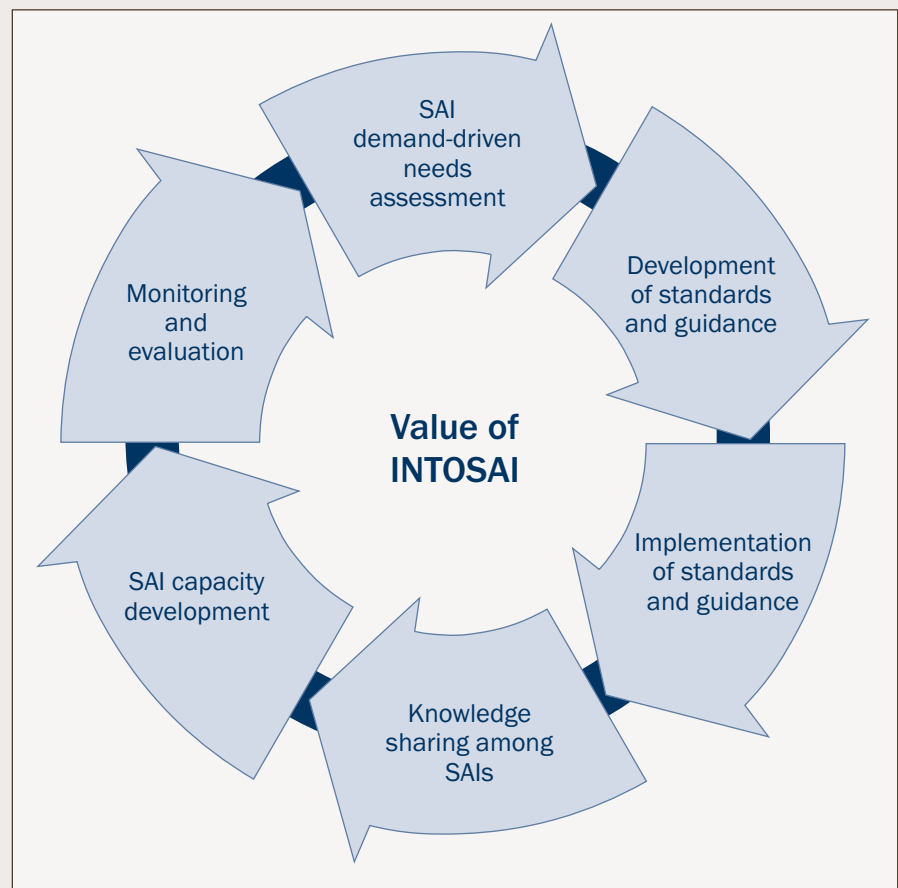 SAI
demand-driven
needs
assessment
Development
of standards
and guidance
Implementation
of standards
and guidance
Knowledge
sharing among
SAIs
SAI capacity
development
Monitoring
and
evaluation
Value of
INTOSAI